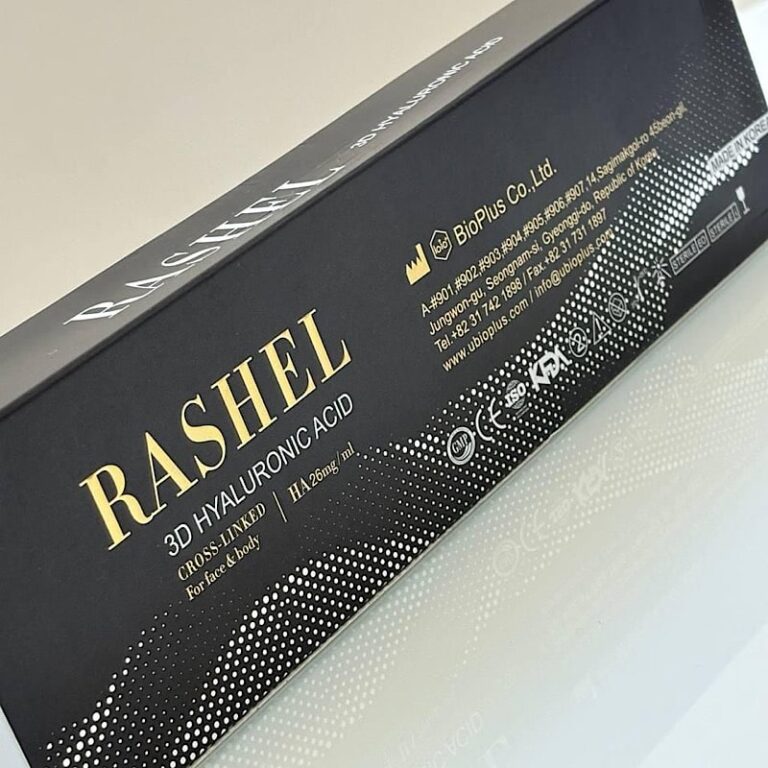 RASHEL 3D HYALURONIC ACID
RASHEL
3D HYALURONIC ACID
CROSS-LINKED | HA 26mg/ml
For face & body
BioPlus Co.,Ltd.
A-#901,#902,#903,#904,#905,#906,#907,14,Sagimakgol-ro 45beon-gil,
Jungwon-gu, Seongnam-si, Gyeonggi-do, Republic of Korea
Tel.+82 31 742 1898 / Fax.+82 31 731 1897
www.ubioplus.com / info@ubioplus.com
GMP CE ISO KFDA
STERILE
STERILE
MADE IN KOREA